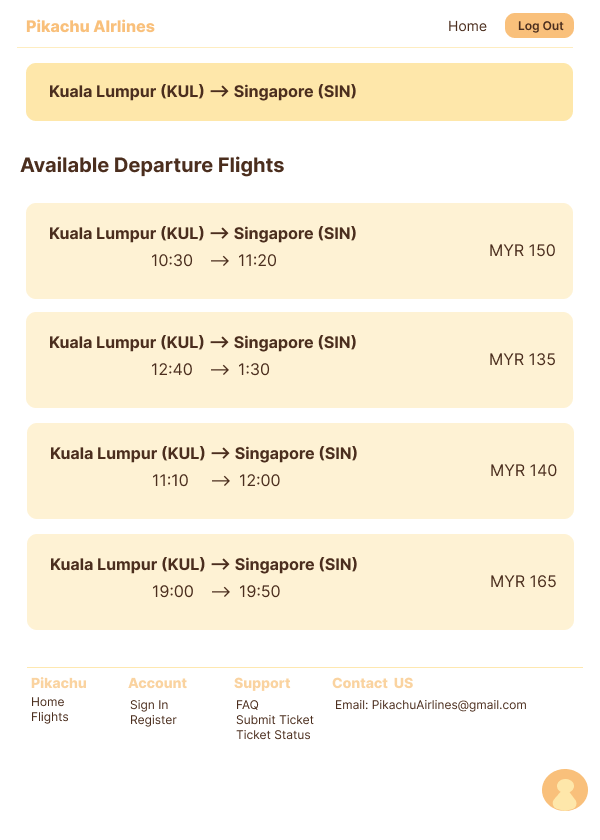 Pikachu AIrlines Home Log Out
Kuala Lumpur (KUL) --> Singapore (SIN)
Available Departure Flights
Kuala Lumpur (KUL) --> Singapore (SIN)
10:30 --> 11:20
MYR 150
Kuala Lumpur (KUL) --> Singapore (SIN)
12:40 --> 1:30
MYR 135
Kuala Lumpur (KUL) --> Singapore (SIN)
11:10 --> 12:00
MYR 140
Kuala Lumpur (KUL) --> Singapore (SIN)
19:00 --> 19:50
MYR 165
Pikachu
Home
Flights
Account
Sign In
Register
Support
FAQ
Submit Ticket
Ticket Status
Contact US
Email: PikachuAirlines@gmail.com